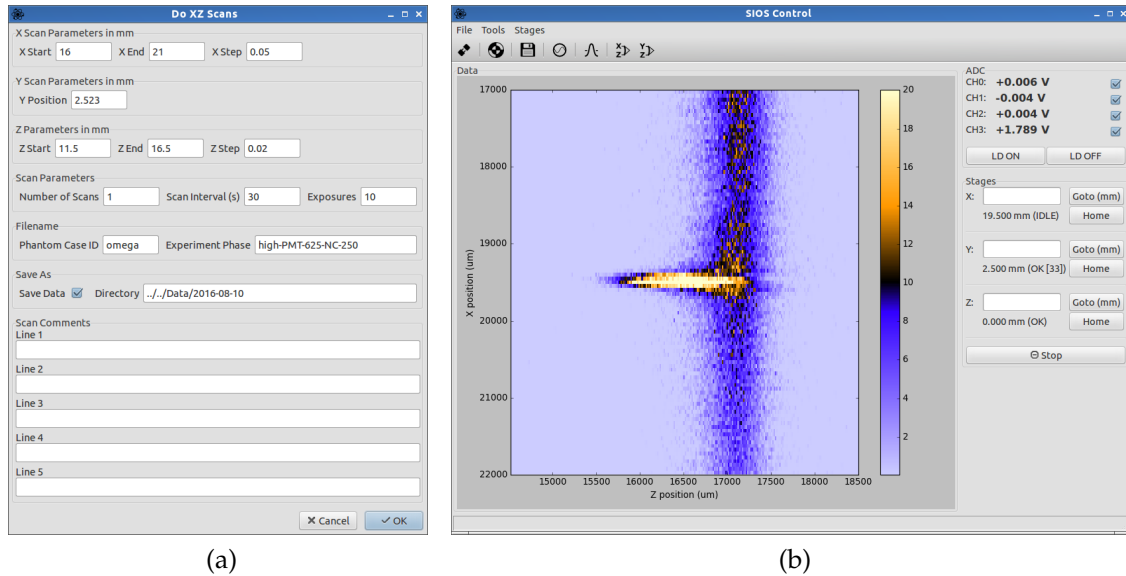 Do XZ Scans
X Scan Parameters in mm
X Start 16 X End 21 X Step 0.05
Y Scan Parameters in mm
Y Position 2.523
Z Parameters in mm
Z Start 11.5 Z End 16.5 Z Step 0.02
Scan Parameters
Number of Scans 1 Scan Interval (s) 30 Exposures 10
Filename
Phantom Case ID omega Experiment Phase high-PMT-625-NC-250
Save As
Save Data Directory ../../Data/2016-08-10
Scan Comments
Line 1
Line 2
Line 3
Line 4
Line 5
Cancel OK
(a)
SIOS Control
File Tools Stages
X Z Y Z
Data
17000
18000
19000
20000
21000
22000
X position (um)
15000 15500 16000 16500 17000 17500 18000 18500
Z position (um)
20
18
16
14
12
10
8
6
4
2
ADC
CH0: +0.006 V
CH1: -0.004 V
CH2: +0.004 V
CH3: +1.789 V
LD ON LD OFF
Stages
X: Goto (mm)
19.500 mm (IDLE) Home
Y: Goto (mm)
2.500 mm (OK [33]) Home
Z: Goto (mm)
0.000 mm (OK) Home
Stop
(b)